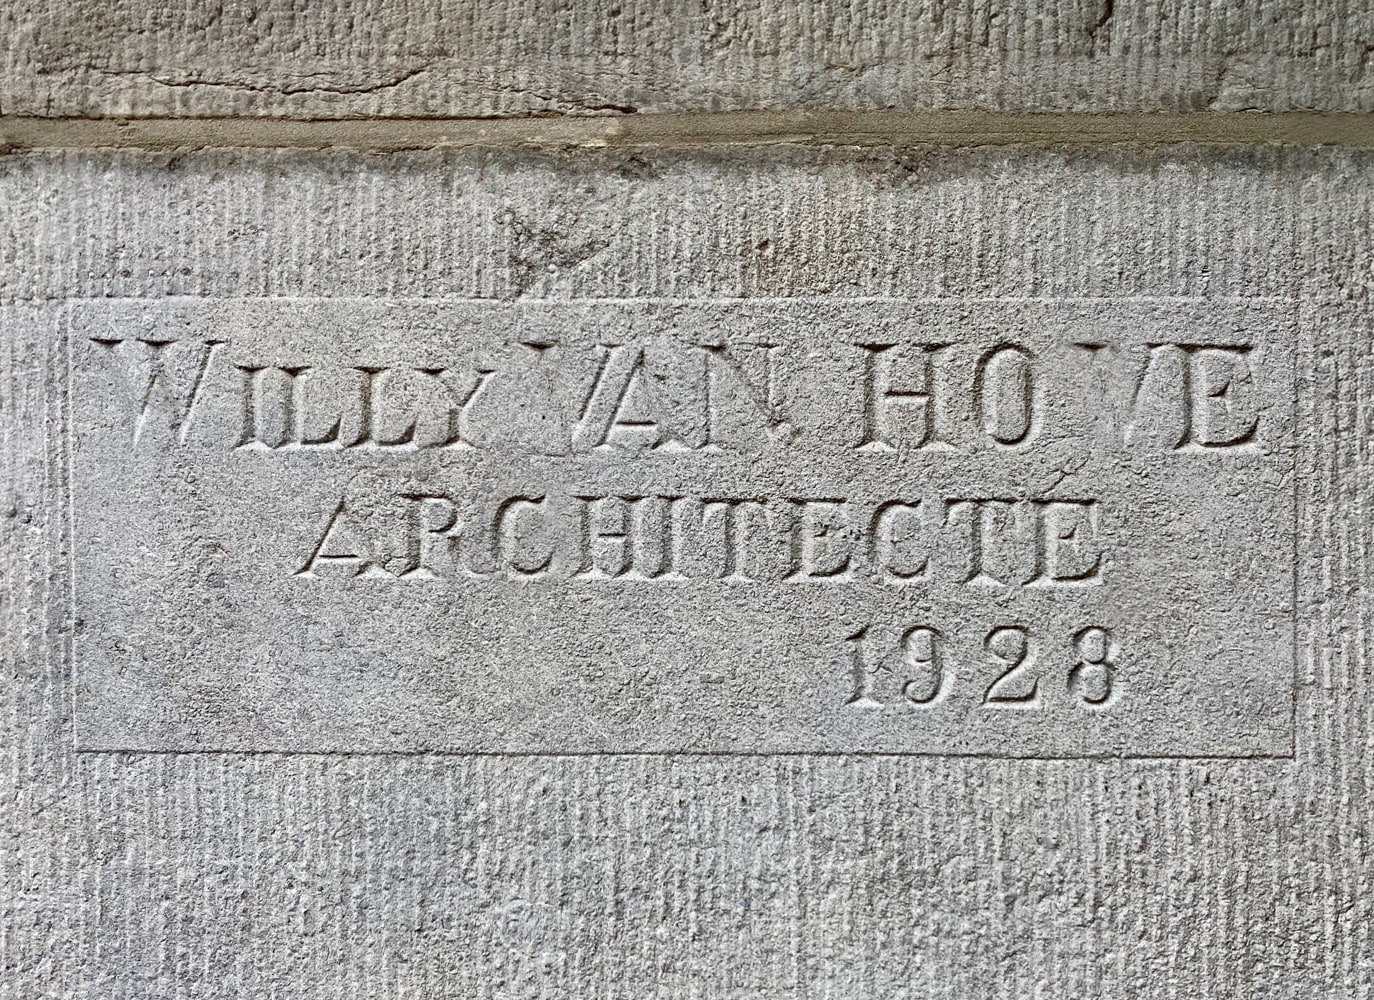 WILLY VAN HOVE
ARCHITECTE
1928